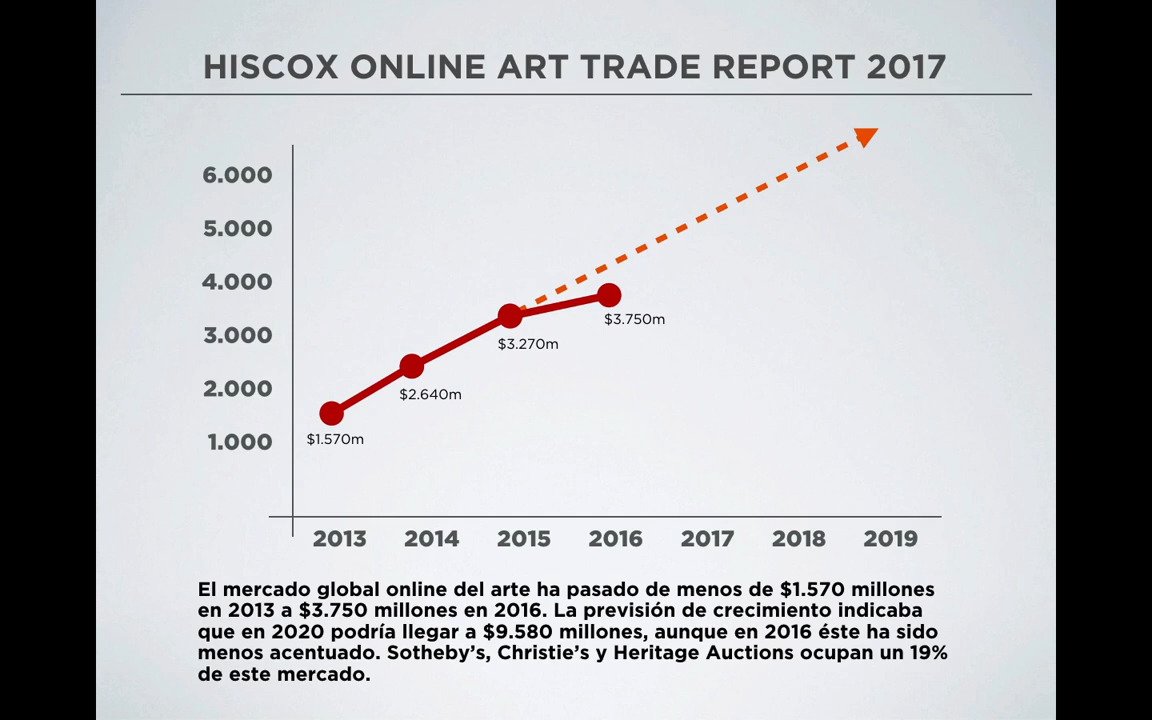 HISCOX ONLINE ART TRADE REPORT 2017
6.000
5.000
4.000
3.000
2.000
1.000
$3.750m
$3.270m
$2.640m
$1.570m
2013 2014 2015 2016 2017 2018 2019
El mercado global online del arte ha pasado de menos de $1.570 millones
en 2013 a $3.750 millones en 2016. La previsión de crecimiento indicaba
que en 2020 podría llegar a $9.580 millones, aunque en 2016 éste ha sido
menos acentuado. Sotheby’s, Christie’s y Heritage Auctions ocupan un 19%
de este mercado.